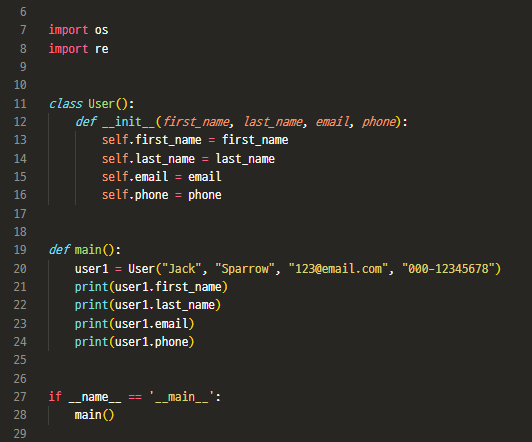 6
7 import os
8 import re
9
10
11 class User():
12     def __init__(first_name, last_name, email, phone):
13         self.first_name = first_name
14         self.last_name = last_name
15         self.email = email
16         self.phone = phone
17
18
19 def main():
20     user1 = User("Jack", "Sparrow", "123@email.com", "000-12345678")
21     print(user1.first_name)
22     print(user1.last_name)
23     print(user1.email)
24     print(user1.phone)
25
26
27 if __name__ == '__main__':
28     main()
29